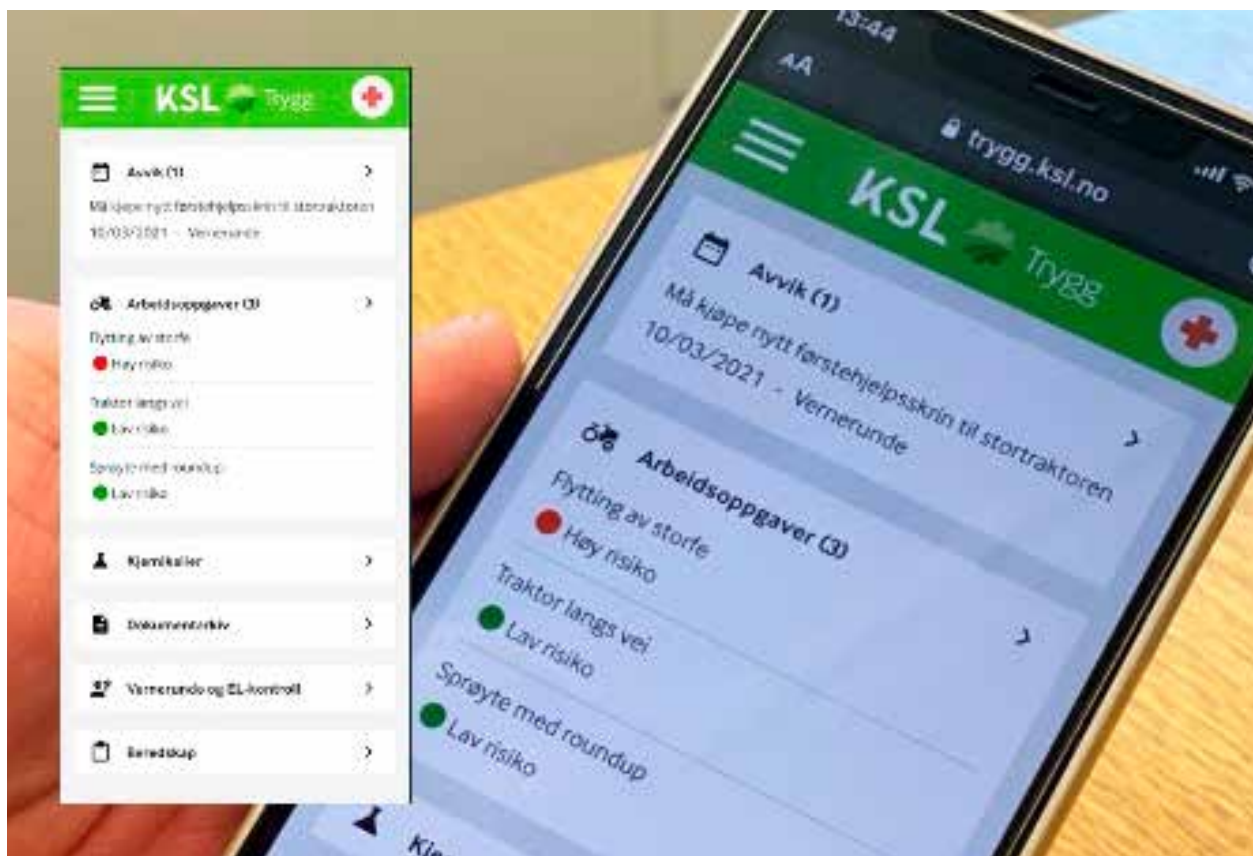 KSL Trygg
Avvik (1)
Må kjøpe nytt førstehjelpsskrin til stortraktoren
10/03/2021 - Vernerunde
Arbeidsoppgaver (3)
Flytting av storfe
Høy risiko
Traktor langs vei
Lav risiko
Sprøyte med roundup
Lav risiko
Kjemikalier
Dokumentarkiv
Vernerunde og EL-kontroll
Beredskap
13:44
AA
trygg.ksl.no
KSL Trygg
Avvik (1)
Må kjøpe nytt førstehjelpsskrin til stortraktoren
10/03/2021 - Vernerunde
Arbeidsoppgaver (3)
Flytting av storfe
Høy risiko
Traktor langs vei
Lav risiko
Sprøyte med roundup
Lav risiko